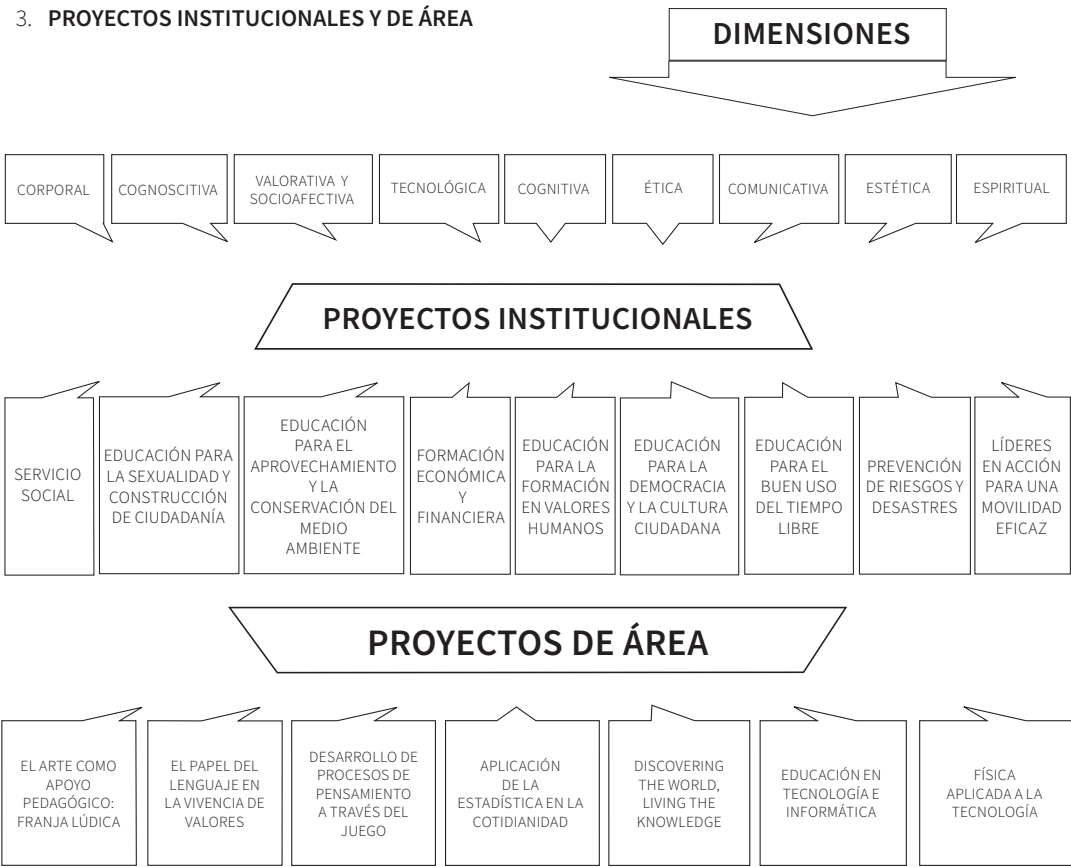 3. PROYECTOS INSTITUCIONALES Y DE ÁREA
DIMENSIONES
CORPORAL
COGNOSCITIVA
VALORATIVA Y
SOCIOAFECTIVA
TECNOLÓGICA
COGNITIVA
ÉTICA
COMUNICATIVA
ESTÉTICA
ESPIRITUAL
PROYECTOS INSTITUCIONALES
SERVICIO
SOCIAL
EDUCACIÓN PARA
LA SEXUALIDAD Y
CONSTRUCCIÓN
DE CIUDADANÍA
EDUCACIÓN
PARA EL
APROVECHAMIENTO
Y LA
CONSERVACIÓN DEL
MEDIO
AMBIENTE
FORMACIÓN
ECONÓMICA
Y
FINANCIERA
EDUCACIÓN
PARA LA
FORMACIÓN
EN VALORES
HUMANOS
EDUCACIÓN
PARA LA
DEMOCRACIA
Y LA CULTURA
CIUDADANA
EDUCACIÓN
PARA EL
BUEN USO
DEL TIEMPO
LIBRE
PREVENCIÓN
DE RIESGOS Y
DESASTRES
LÍDERES
EN ACCIÓN
PARA UNA
MOVILIDAD
EFICAZ
PROYECTOS DE ÁREA
EL ARTE COMO
APOYO
PEDAGÓGICO:
FRANJA LÚDICA
EL PAPEL DEL
LENGUAJE EN
LA VIVENCIA DE
VALORES
DESARROLLO DE
PROCESOS DE
PENSAMIENTO
A TRAVÉS DEL
JUEGO
APLICACIÓN
DE LA
ESTADÍSTICA EN LA
COTIDIANIDAD
DISCOVERING
THE WORLD,
LIVING THE
KNOWLEDGE
EDUCACIÓN EN
TECNOLOGÍA E
INFORMÁTICA
FÍSICA
APLICADA A LA
TECNOLOGÍA